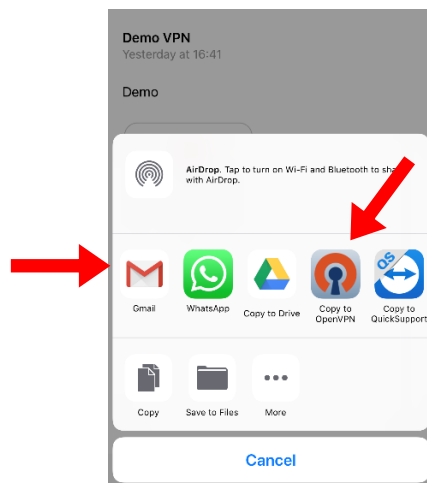 Demo VPN
Yesterday at 16:41
Demo
AirDrop. Tap to turn on Wi-Fi and Bluetooth to
with AirDrop.
QS
Gmail
WhatsApp
Copy to Drive
Copy to
OpenVPN
Copy to
QuickSupport
Copy
Save to Files
More
Cancel